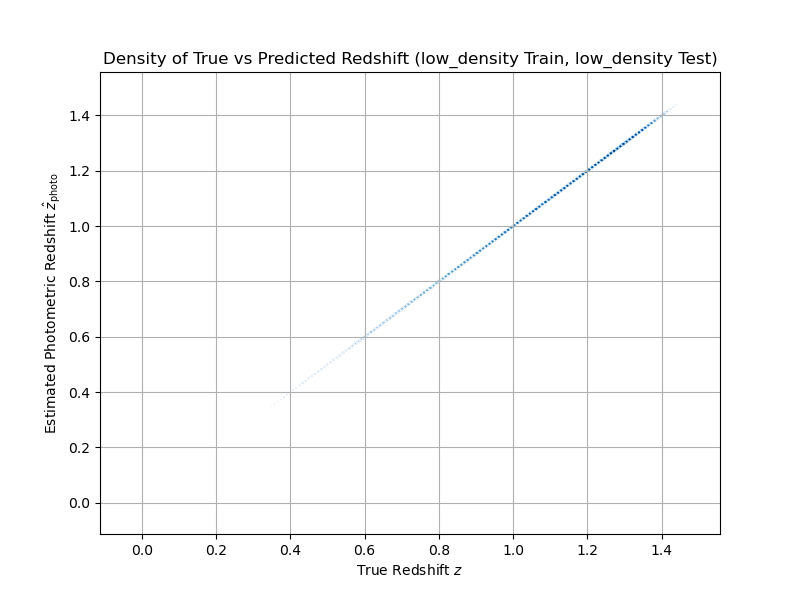 Density of True vs Predicted Redshift (low_density Train, low_density Test)
1.4
1.2
1.0
0.8
0.6
0.4
0.2
0.0
Estimated Photometric Redshift ẑ_photo
0.0 0.2 0.4 0.6 0.8 1.0 1.2 1.4
True Redshift z